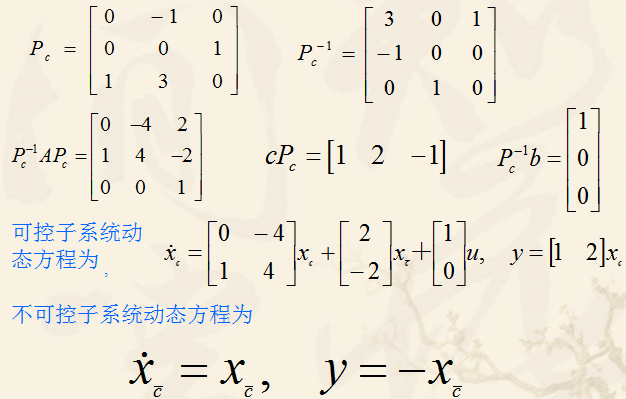 P_c = [0 -1 0; 0 0 1; 1 3 0] P_c^{-1} = [3 0 1; -1 0 0; 0 1 0]
P_c^{-1}AP_c = [0 -4 2; 1 4 -2; 0 0 1] cP_c = [1 2 -1] P_c^{-1}b = [1; 0; 0]
可控子系统动
态方程为, ẋ_c = [0 -4; 1 4]x_c + [2; -2]x_c̄ + [1; 0]u, y = [1 2]x_c
不可控子系统动态方程为
ẋ_c̄ = x_c̄, y = -x_c̄